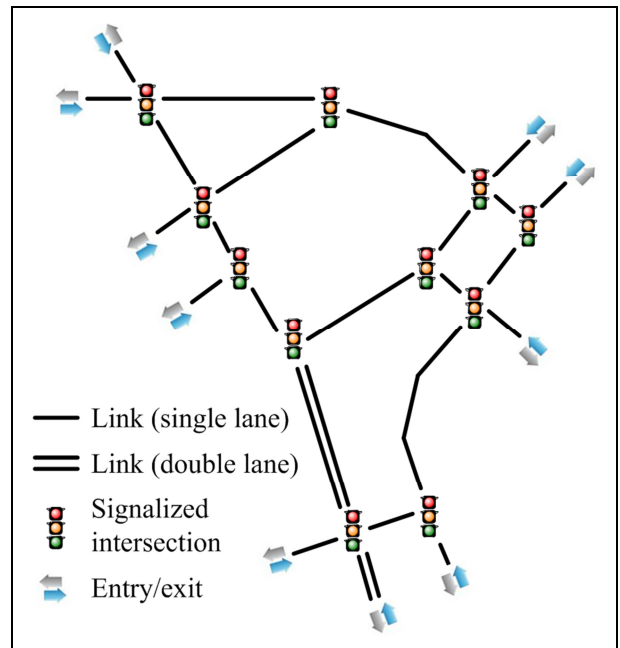 Link (single lane)
Link (double lane)
Signalized
intersection
Entry/exit